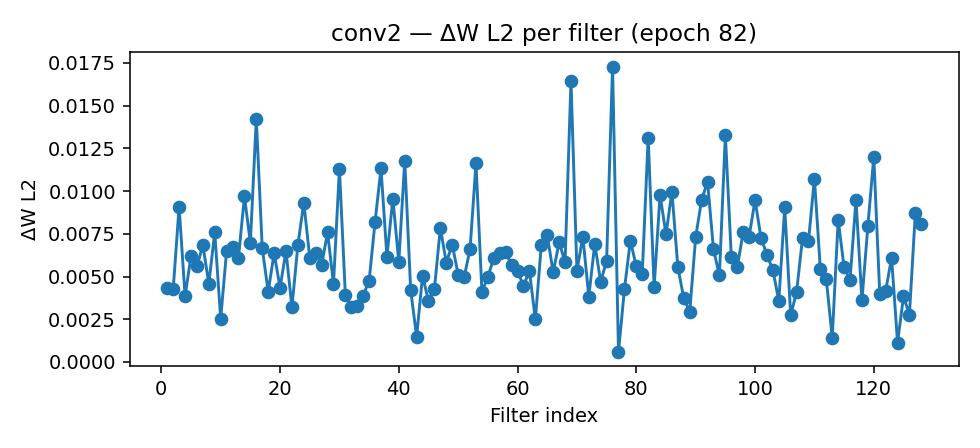 conv2 — ΔW L2 per filter (epoch 82)
ΔW L2
0.0175
0.0150
0.0125
0.0100
0.0075
0.0050
0.0025
0.0000
0 20 40 60 80 100 120
Filter index